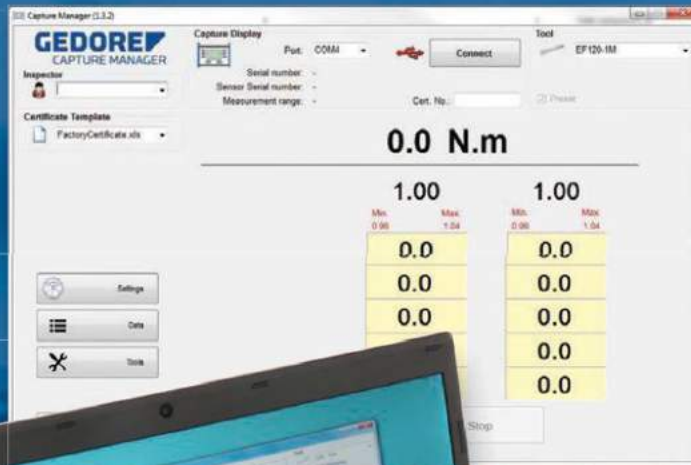 Capture Manager (1.3.2)
GEDORE
CAPTURE MANAGER
Inspector
Certificate Template
FactoryCertificate.xls
Capture Display
Port: COM4
Connect
Serial number: -
Sensor Serial number: -
Measurement range: -
Cert. No.:
Tool
EF120-1M
Preset
0.0 N.m
1.00 1.00
Min. Max. Min. Max.
0.96 1.04 0.96 1.04
0.0 0.0
0.0 0.0
0.0 0.0
0.0
0.0
Settings
Data
Tools
Stop